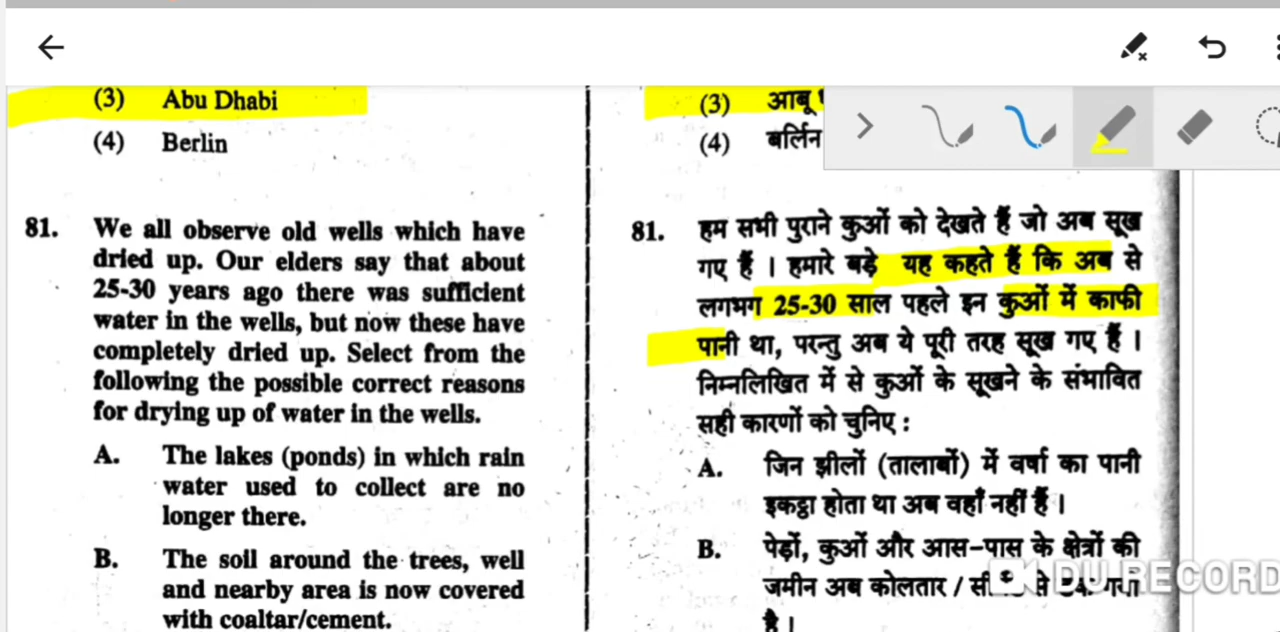 (3) Abu Dhabi
(4) Berlin
81. We all observe old wells which have
dried up. Our elders say that about
25-30 years ago there was sufficient
water in the wells, but now these have
completely dried up. Select from the
following the possible correct reasons
for drying up of water in the wells.
A. The lakes (ponds) in which rain
water used to collect are no
longer there.
B. The soil around the trees, well
and nearby area is now covered
with coaltar/cement.
(3) आबू
(4) बर्लिन
81. हम सभी पुराने कुओं को देखते हैं जो अब सूख
गए हैं । हमारे बड़े यह कहते हैं कि अब से
लगभग 25-30 साल पहले इन कुओं में काफी
पानी था, परन्तु अब ये पूरी तरह सूख गए हैं ।
निम्नलिखित में से कुओं के सूखने के संभावित
सही कारणों को चुनिए :
A. जिन झीलों (तालाबों) में वर्षा का पानी
इकट्ठा होता था अब वहाँ नहीं हैं ।
B. पेड़ों, कुओं और आस-पास के क्षेत्रों की
जमीन अब कोलतार / से
है ।
DU RECORD